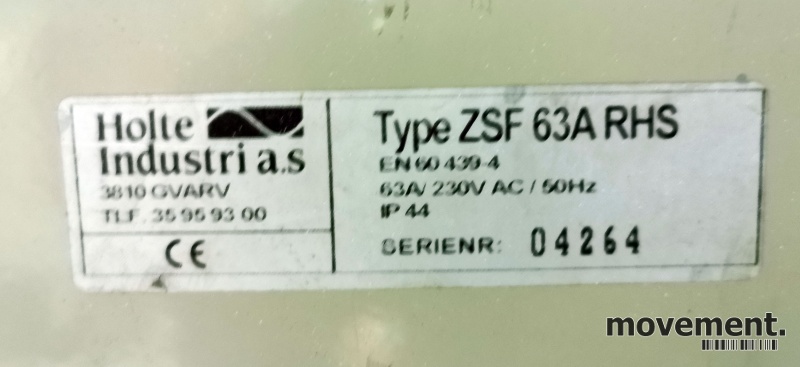 Holte
Industri a.s
3810 GVARV
TLF. 35 95 93 00
CE
Type ZSF 63A RHS
EN 60 439-4
63A/ 230V AC / 50Hz
IP 44
SERIENR: 04264
movement.